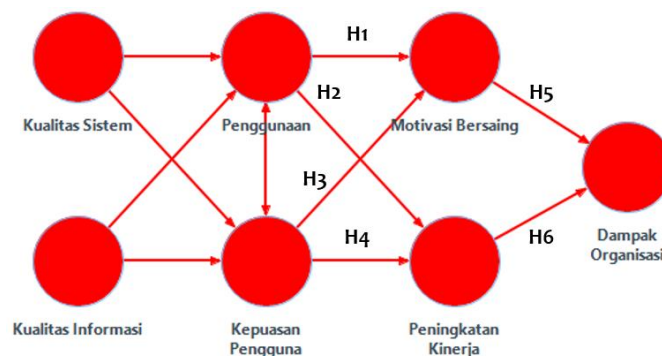 H1
Kualitas Sistem
Penggunaan
H2
Motivasi Bersaing
H5
H3
Dampak
Organisasi
H4
H6
Kualitas Informasi
Kepuasan
Pengguna
Peningkatan
Kinerja